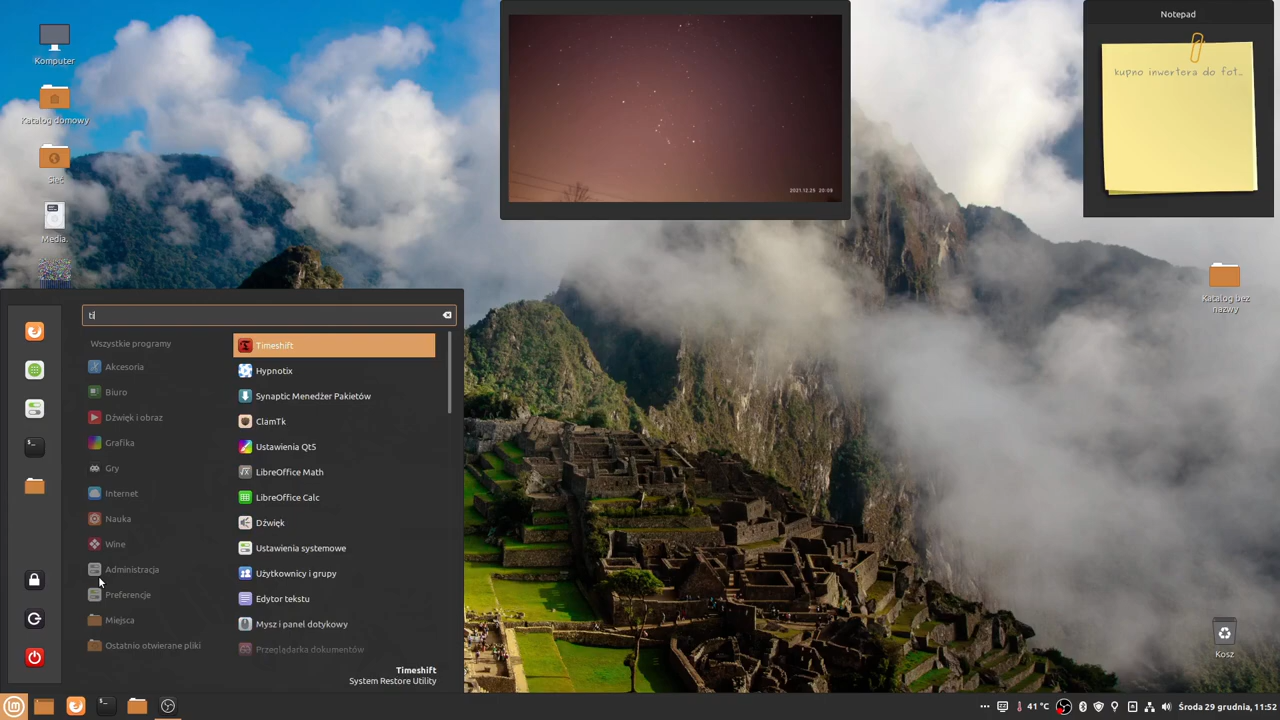 Komputer
Katalog domowy
Sieć
Media.
2021.12.25 20:09
Notepad
kupno inwertera do fot...
Katalog bez
nazwy
Kosz
ti
Wszystkie programy
Akcesoria
Biuro
Dźwięk i obraz
Grafika
Gry
Internet
Nauka
Wine
Administracja
Preferencje
Miejsca
Ostatnio otwierane pliki
Timeshift
Hypnotix
Synaptic Menedżer Pakietów
ClamTk
Ustawienia Qt5
LibreOffice Math
LibreOffice Calc
Dźwięk
Ustawienia systemowe
Użytkownicy i grupy
Edytor tekstu
Mysz i panel dotykowy
Przeglądarka dokumentów
Timeshift
System Restore Utility
41°C
Środa 29 grudnia, 11:52